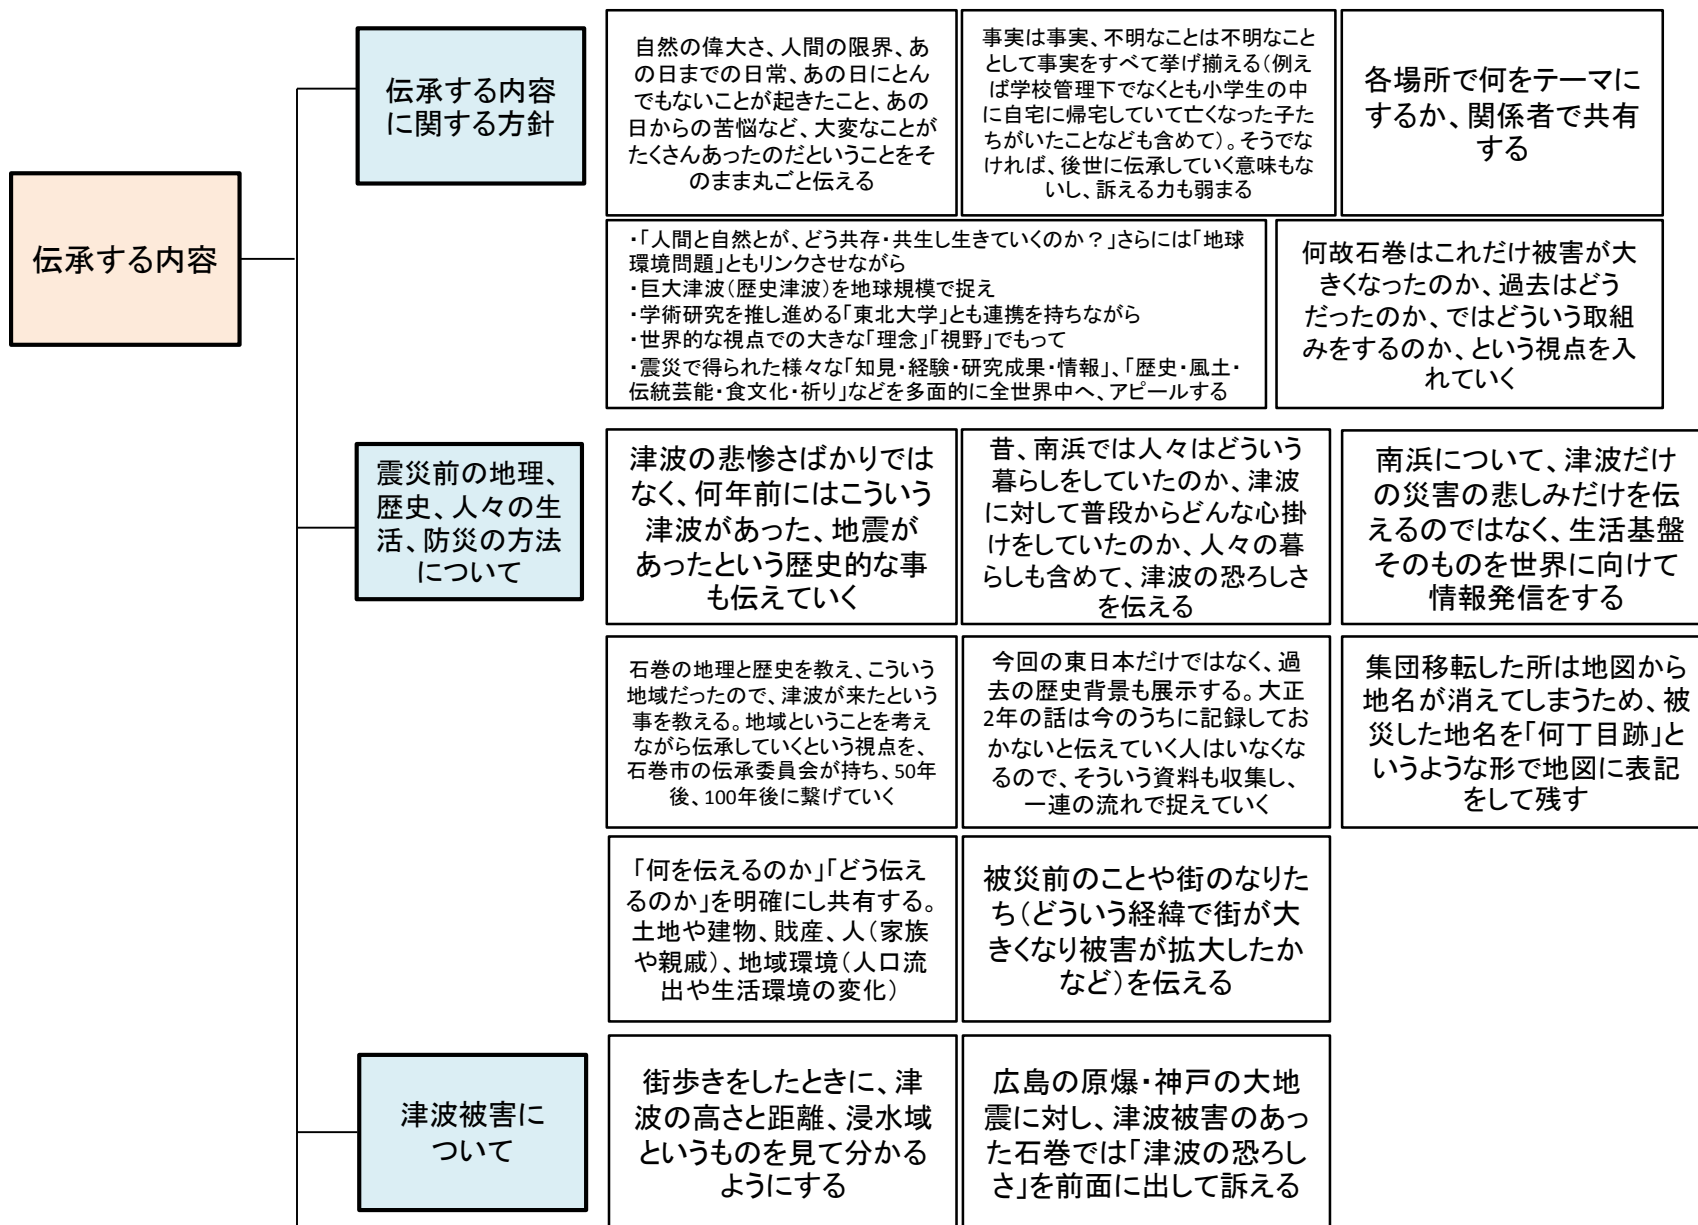 伝承する内容
伝承する内容
に関する方針
自然の偉大さ、人間の限界、あ
の日までの日常、あの日にとん
でもないことが起きたこと、あの
日からの苦悩など、大変なことが
たくさんあったのだということをそ
のまま丸ごと伝える
事実は事実、不明なことは不明なこと
として事実をすべて挙げ揃える(例え
ば学校管理下でなくとも小学生の中
に自宅に帰宅していて亡くなった子た
ちがいたことなども含めて)。そうでな
ければ、後世に伝承していく意味もな
いし、訴える力も弱まる
各場所で何をテーマに
するか、関係者で共有
する
・「人間と自然とが、どう共存・共生し生きていくのか？」さらには「地球
環境問題」ともリンクさせながら
・巨大津波(歴史津波)を地球規模で捉え
・学術研究を推し進める「東北大学」とも連携を持ちながら
・世界的な視点での大きな「理念」「視野」でもって
・震災で得られた様々な「知見・経験・研究成果・情報」、「歴史・風土・
伝統芸能・食文化・祈り」などを多面的に全世界中へ、アピールする
何故石巻はこれだけ被害が大
きくなったのか、過去はどう
だったのか、ではどういう取組
みをするのか、という視点を入
れていく
震災前の地理、
歴史、人々の生
活、防災の方法
について
津波の悲惨さばかりでは
なく、何年前にはこういう
津波があった、地震が
あったという歴史的な事
も伝えていく
昔、南浜では人々はどういう
暮らしをしていたのか、津波
に対して普段からどんな心掛
けをしていたのか、人々の暮
らしも含めて、津波の恐ろしさ
を伝える
南浜について、津波だけ
の災害の悲しみだけを伝
えるのではなく、生活基盤
そのものを世界に向けて
情報発信をする
石巻の地理と歴史を教え、こういう
地域だったので、津波が来たという
事を教える。地域ということを考え
ながら伝承していくという視点を、
石巻市の伝承委員会が持ち、50年
後、100年後に繋げていく
今回の東日本だけではなく、過
去の歴史背景も展示する。大正
2年の話は今のうちに記録してお
かないと伝えていく人はいなくな
るので、そういう資料も収集し、
一連の流れで捉えていく
集団移転した所は地図から
地名が消えてしまうため、被
災した地名を「何丁目跡」と
いうような形で地図に表記
をして残す
「何を伝えるのか」「どう伝え
るのか」を明確にし共有する。
土地や建物、財産、人(家族
や親戚)、地域環境(人口流
出や生活環境の変化)
被災前のことや街のなりた
ち(どういう経緯で街が大
きくなり被害が拡大したか
など)を伝える
津波被害に
ついて
街歩きをしたときに、津
波の高さと距離、浸水域
というものを見て分かる
ようにする
広島の原爆・神戸の大地
震に対し、津波被害のあっ
た石巻では「津波の恐ろし
さ」を前面に出して訴える